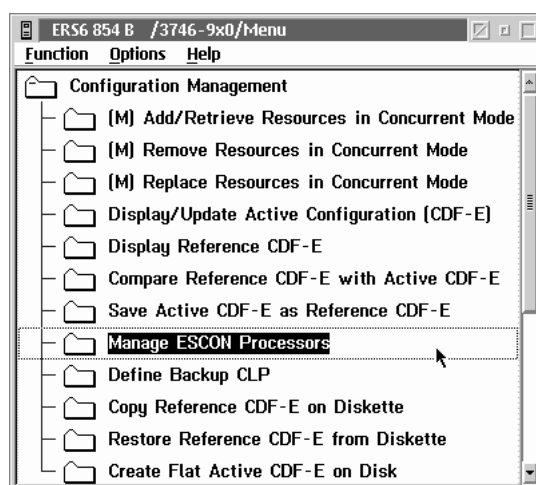 ERS6 854 B /3746-9x0/Menu
Function Options Help
Configuration Management
(M) Add/Retrieve Resources in Concurrent Mode
(M) Remove Resources in Concurrent Mode
(M) Replace Resources in Concurrent Mode
Display/Update Active Configuration (CDF-E)
Display Reference CDF-E
Compare Reference CDF-E with Active CDF-E
Save Active CDF-E as Reference CDF-E
Manage ESCON Processors
Define Backup CLP
Copy Reference CDF-E on Diskette
Restore Reference CDF-E from Diskette
Create Flat Active CDF-E on Disk